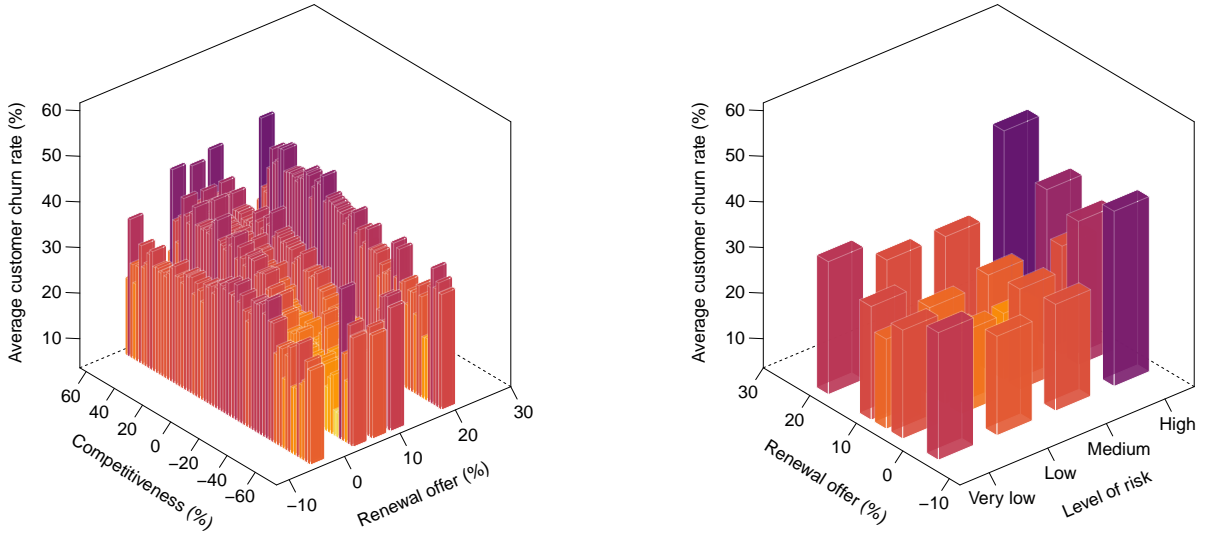 Average customer churn rate (%)
60
50
40
30
20
10
60
40
20
0
−20
−40
−60
Competitiveness (%)
−10
0
10
20
30
Renewal offer (%)
Average customer churn rate (%)
60
50
40
30
20
10
30
20
10
0
−10
Renewal offer (%)
Very low
Low
Medium
High
Level of risk